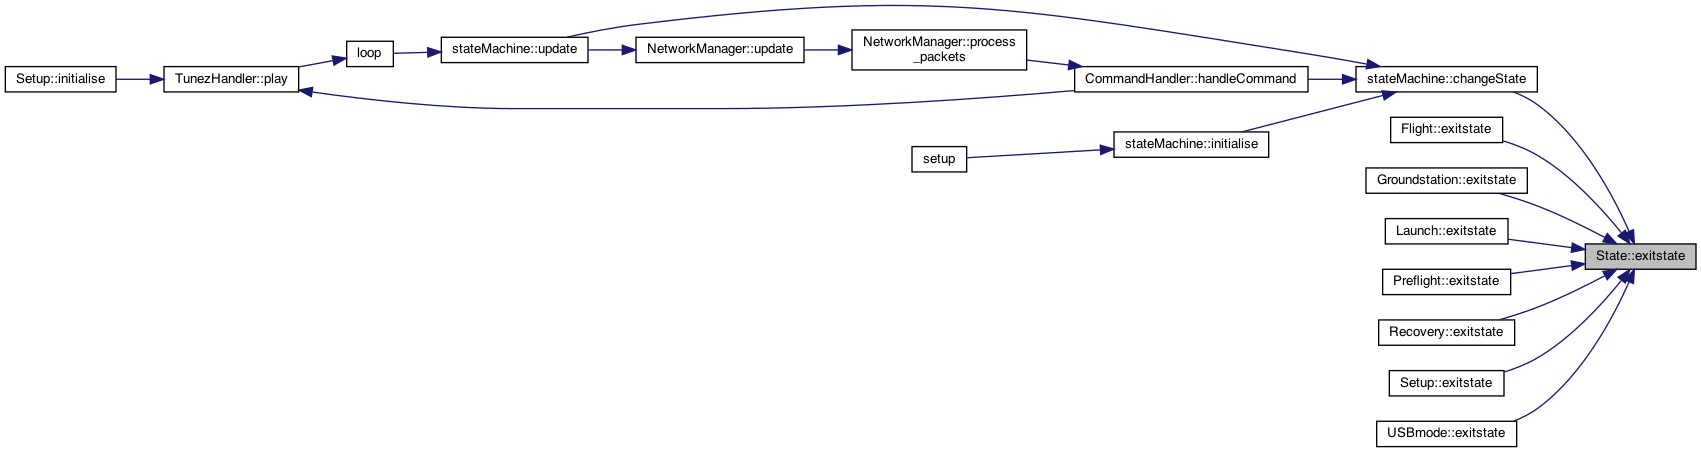 Setup::initialise
TunezHandler::play
loop
stateMachine::update
NetworkManager::update
NetworkManager::process
_packets
CommandHandler::handleCommand
stateMachine::changeState
setup
stateMachine::initialise
Flight::exitstate
Groundstation::exitstate
Launch::exitstate
State::exitstate
Preflight::exitstate
Recovery::exitstate
Setup::exitstate
USBmode::exitstate